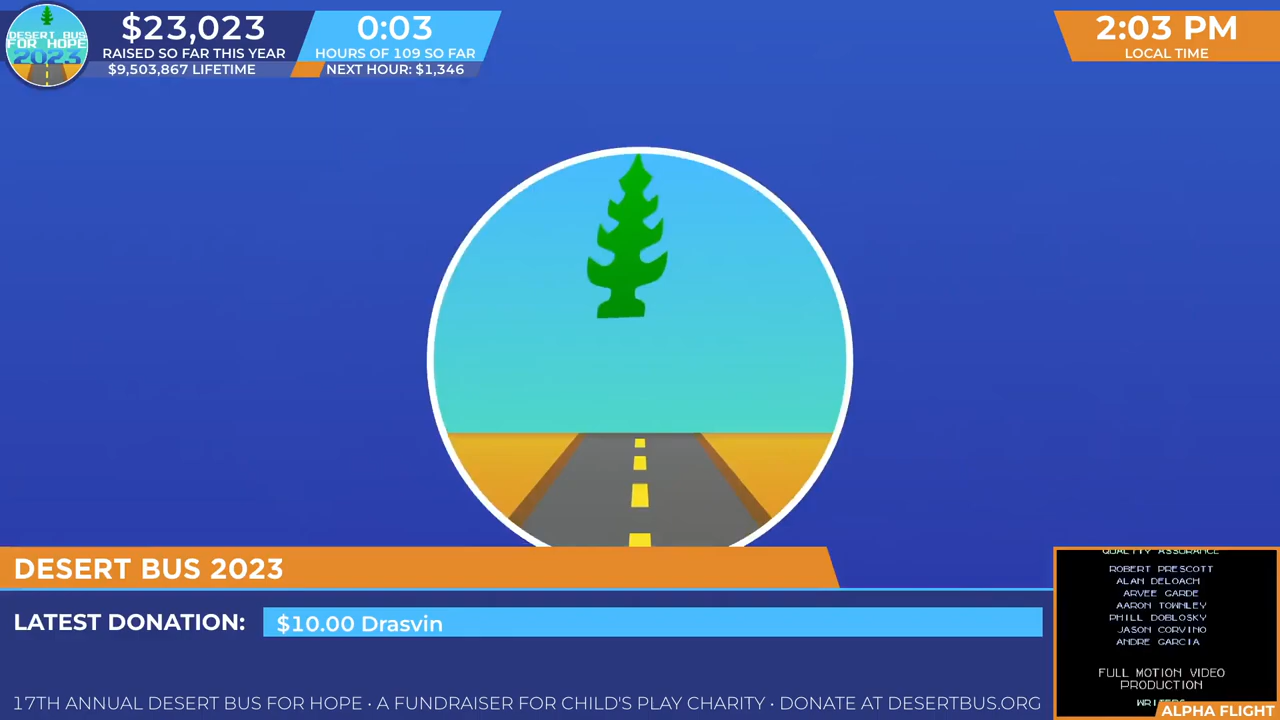 DESERT BUS
FOR HOPE
2023
$23,023
RAISED SO FAR THIS YEAR
$9,503,867 LIFETIME
0:03
HOURS OF 109 SO FAR
NEXT HOUR: $1,346
2:03 PM
LOCAL TIME
DESERT BUS 2023
LATEST DONATION:
$10.00 Drasvin
17TH ANNUAL DESERT BUS FOR HOPE • A FUNDRAISER FOR CHILD'S PLAY CHARITY • DONATE AT DESERTBUS.ORG
QUALITY ASSURANCE
ROBERT PRESCOTT
ALAN DELOACH
ARVEE GARDE
AARON TOWNLEY
PHILL DOBLOSKY
JASON CORVINO
ANDRE GARCIA
FULL MOTION VIDEO
PRODUCTION
WRITERS
ALPHA FLIGHT